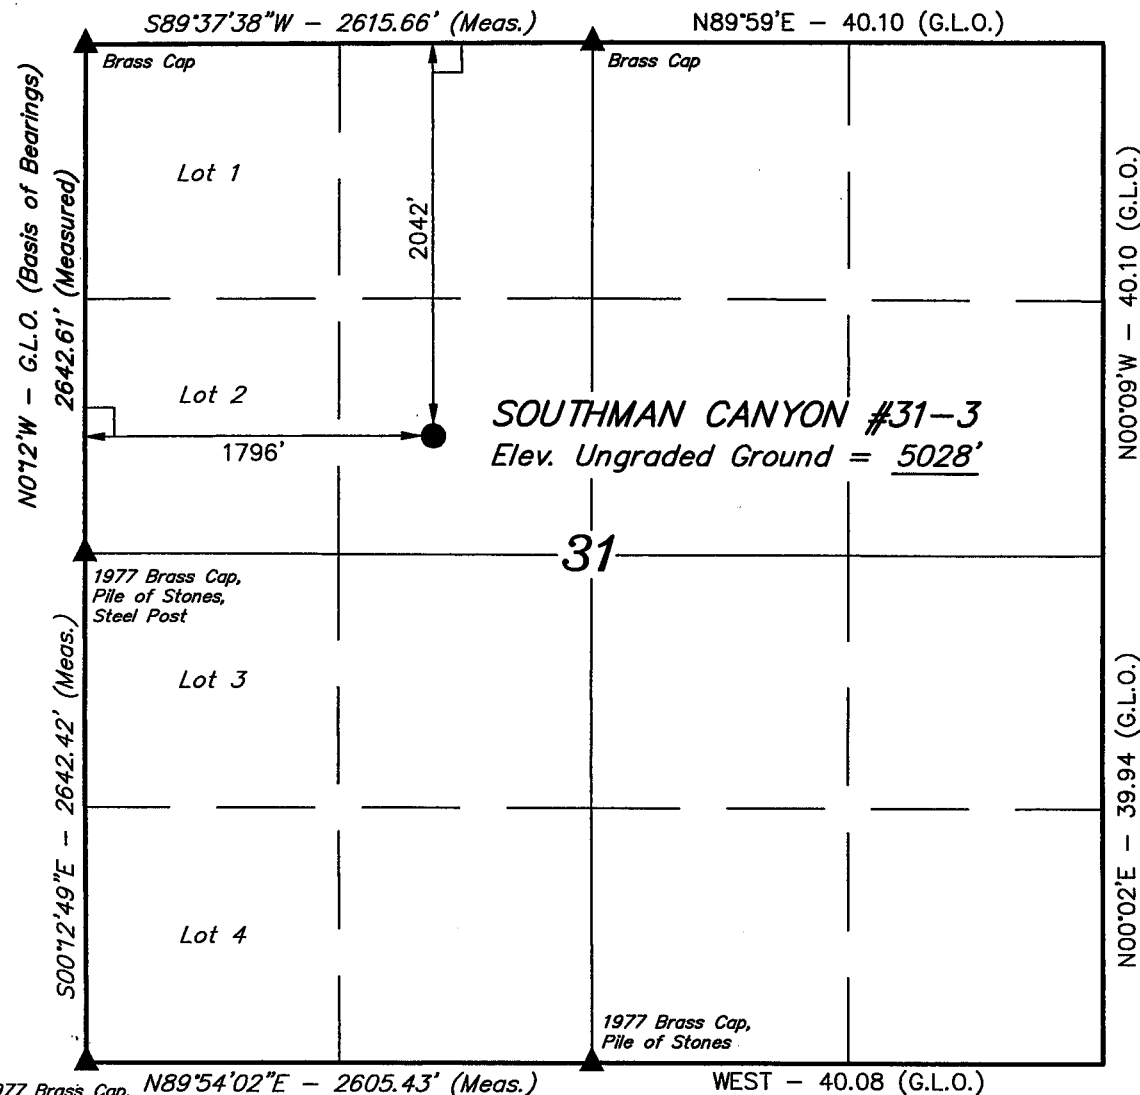 S89°37'38"W - 2615.66' (Meas.)
N89°59'E - 40.10 (G.L.O.)
Brass Cap
Brass Cap
N0°12'W - G.L.O. (Basis of Bearings)
2642.61' (Measured)
Lot 1
2042'
N00°09'W - 40.10 (G.L.O.)
Lot 2
1796'
SOUTHMAN CANYON #31-3
Elev. Ungraded Ground = 5028'
31
1977 Brass Cap,
Pile of Stones,
Steel Post
S00°12'49"E - 2642.42' (Meas.)
Lot 3
N00°02'E - 39.94 (G.L.O.)
Lot 4
1977 Brass Cap,
Pile of Stones
Brass Cap,
N89°54'02"E - 2605.43' (Meas.)
WEST - 40.08 (G.L.O.)